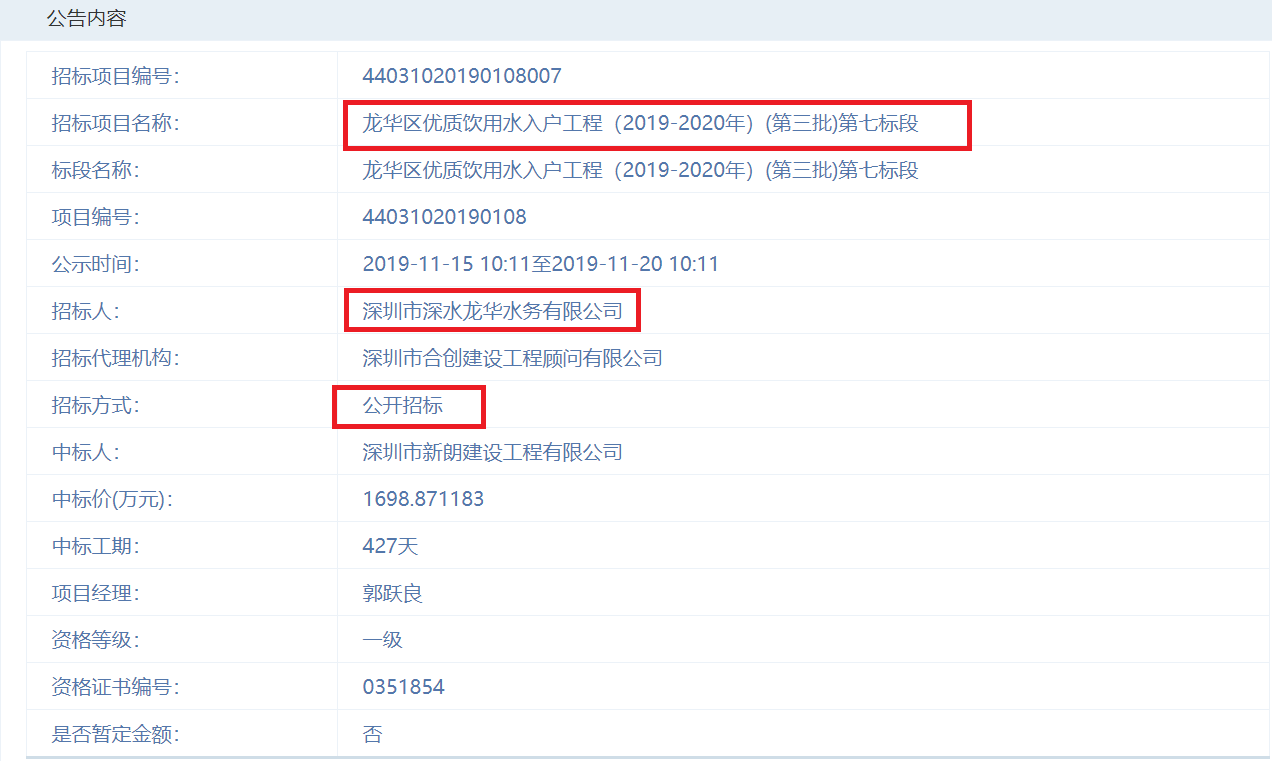 公告内容
招标项目编号： 44031020190108007
招标项目名称： 龙华区优质饮用水入户工程（2019-2020年）(第三批)第七标段
标段名称： 龙华区优质饮用水入户工程（2019-2020年）(第三批)第七标段
项目编号： 44031020190108
公示时间： 2019-11-15 10:11至2019-11-20 10:11
招标人： 深圳市深水龙华水务有限公司
招标代理机构： 深圳市合创建设工程顾问有限公司
招标方式： 公开招标
中标人： 深圳市新朗建设工程有限公司
中标价(万元)： 1698.871183
中标工期： 427天
项目经理： 郭跃良
资格等级： 一级
资格证书编号： 0351854
是否暂定金额： 否